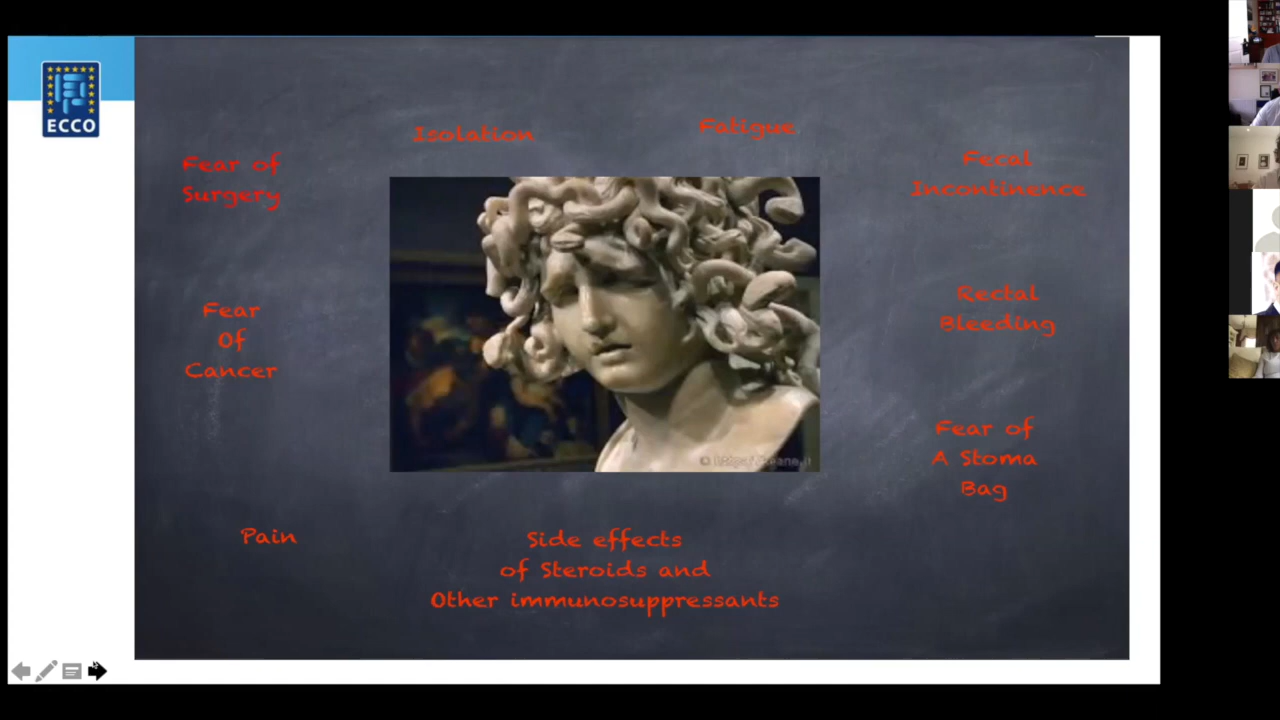 ECCO
Isolation
Fatigue
Fear of
Surgery
Fecal
Incontinence
Fear
Of
Cancer
Rectal
Bleeding
Fear of
A Stoma
Bag
Pain
Side effects
of Steroids and
Other immunosuppressants